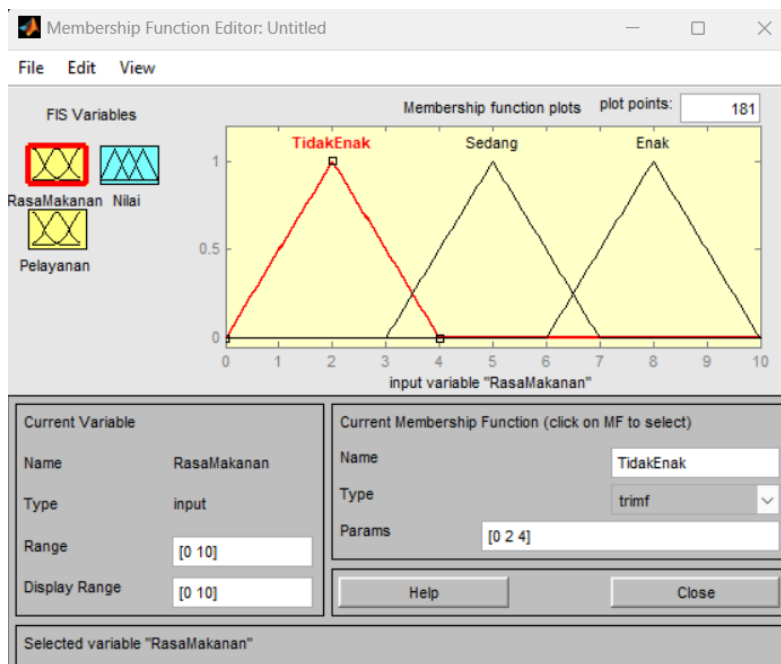 Membership Function Editor: Untitled
File Edit View
FIS Variables
RasaMakanan Nilai
Pelayanan
Membership function plots plot points: 181
TidakEnak Sedang Enak
1
0.5
0
0 1 2 3 4 5 6 7 8 9 10
input variable "RasaMakanan"
Current Variable
Name RasaMakanan
Type input
Range [0 10]
Display Range [0 10]
Current Membership Function (click on MF to select)
Name TidakEnak
Type trimf
Params [0 2 4]
Help Close
Selected variable "RasaMakanan"